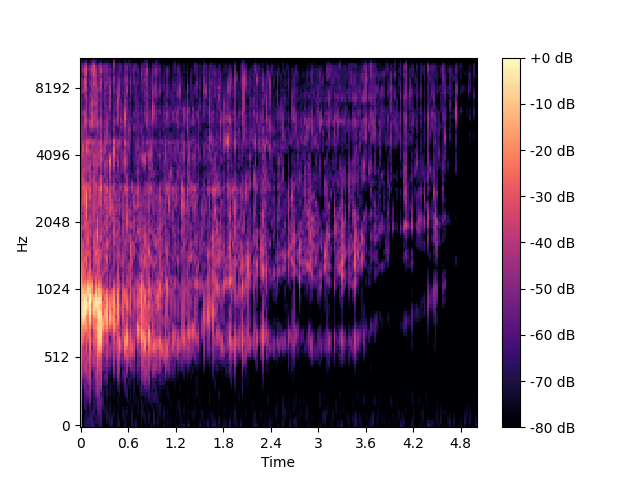 8192
4096
2048
1024
512
0
Hz
0 0.6 1.2 1.8 2.4 3 3.6 4.2 4.8
Time
+0 dB
-10 dB
-20 dB
-30 dB
-40 dB
-50 dB
-60 dB
-70 dB
-80 dB